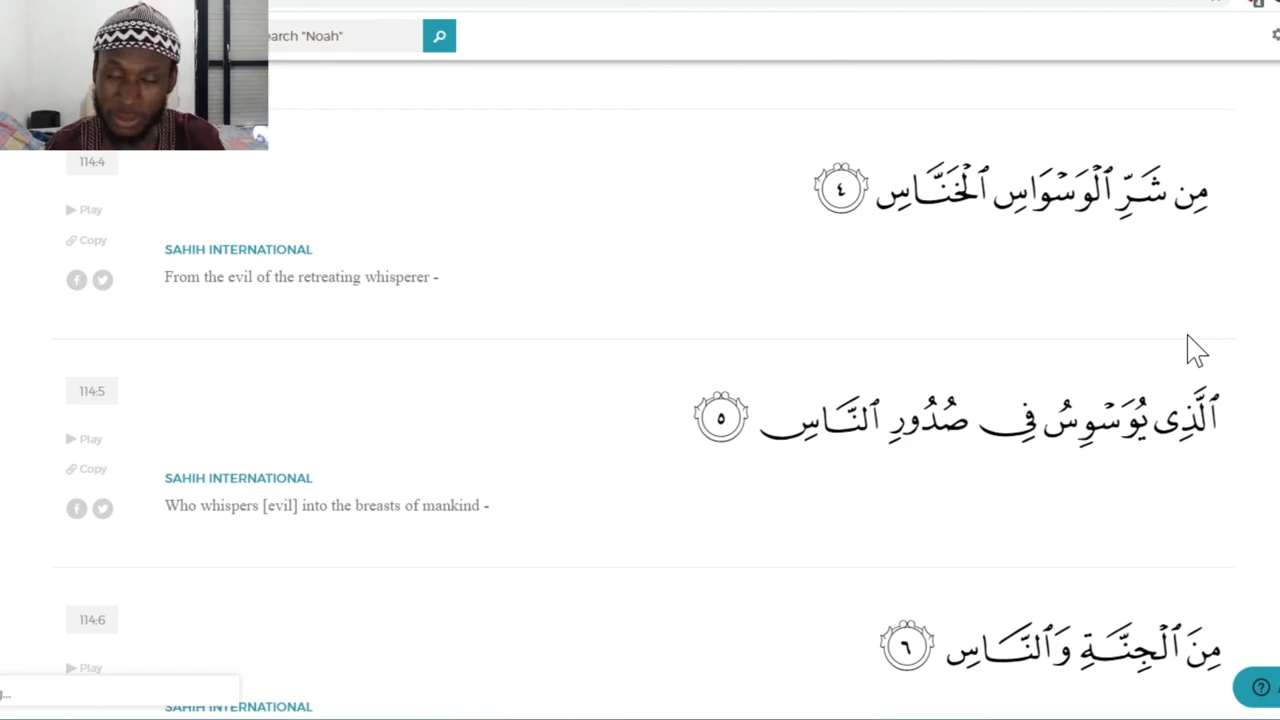 earch "Noah"
114:4
مِن شَرِّ ٱلْوَسْوَاسِ ٱلْخَنَّاسِ ٤
Play
Copy
SAHIH INTERNATIONAL
From the evil of the retreating whisperer -
114:5
ٱلَّذِى يُوَسْوِسُ فِى صُدُورِ ٱلنَّاسِ ٥
Play
Copy
SAHIH INTERNATIONAL
Who whispers [evil] into the breasts of mankind -
114:6
مِنَ ٱلْجِنَّةِ وَٱلنَّاسِ ٦
Play
SAHIH INTERNATIONAL